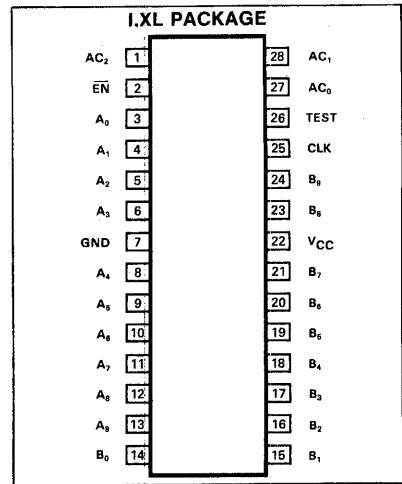 I,XL PACKAGE
AC₂ 1 28 AC₁
EN 2 27 AC₀
A₀ 3 26 TEST
A₁ 4 25 CLK
A₂ 5 24 B₉
A₃ 6 23 B₈
GND 7 22 VCC
A₄ 8 21 B₇
A₅ 9 20 B₆
A₆ 10 19 B₅
A₇ 11 18 B₄
A₈ 12 17 B₃
A₉ 13 16 B₂
B₀ 14 15 B₁